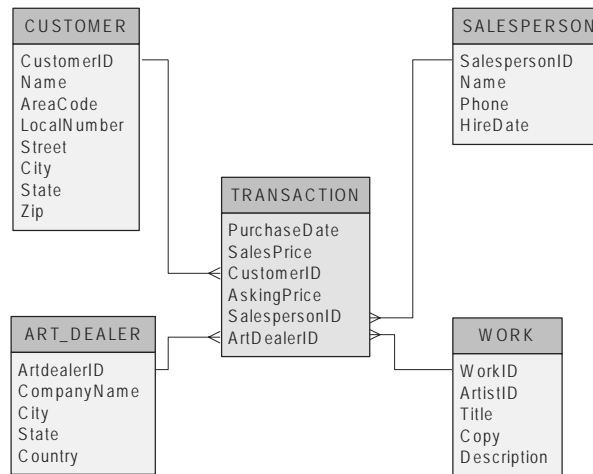 CUSTOMER
CustomerID
Name
AreaCode
LocalNumber
Street
City
State
Zip
SALESPERSON
SalespersonID
Name
Phone
HireDate
TRANSACTION
PurchaseDate
SalesPrice
CustomerID
AskingPrice
SalespersonID
ArtDealerID
ART_DEALER
ArtdealerID
CompanyName
City
State
Country
WORK
WorkID
ArtistID
Title
Copy
Description